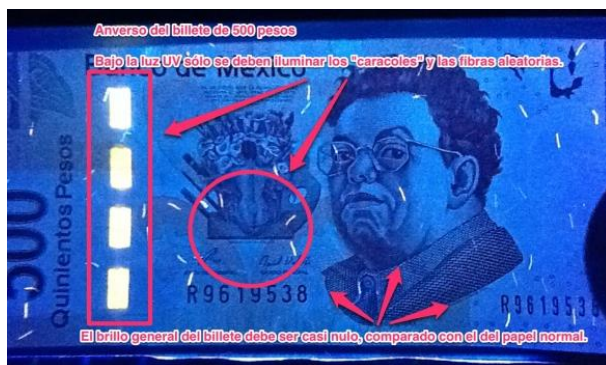 Anverso del billete de 500 pesos
Bajo la luz UV sólo se deben iluminar los "caracoles" y las fibras aleatorias.
Banco de México
500
Quinientos Pesos
R9619538
R9619538
El brillo general del billete debe ser casi nulo, comparado con el del papel normal.